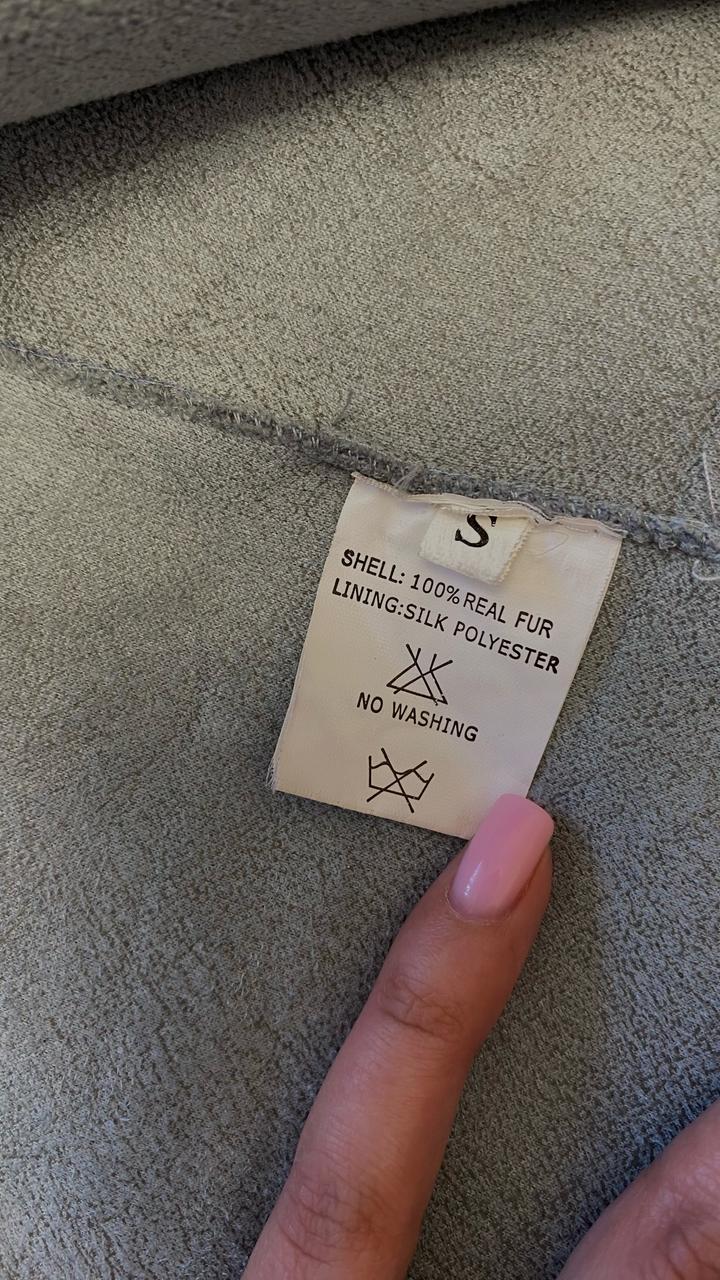 S
SHELL: 100% REAL FUR
LINING:SILK POLYESTER
NO WASHING